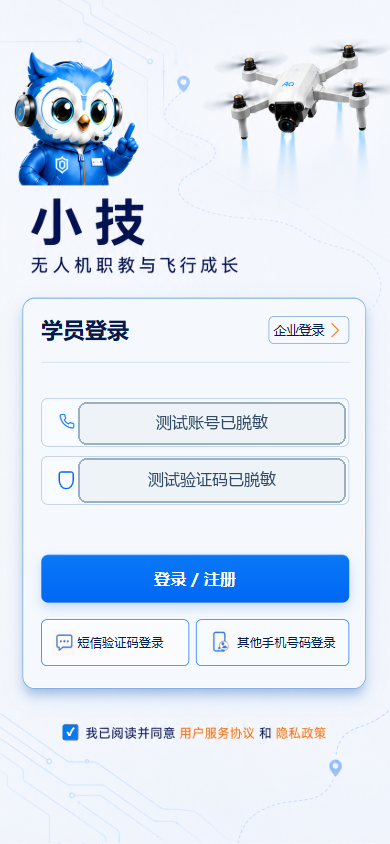 AD
小技
无人机职教与飞行成长
学员登录
企业登录
测试账号已脱敏
测试验证码已脱敏
登录 / 注册
短信验证码登录
其他手机号码登录
我已阅读并同意 用户服务协议 和 隐私政策